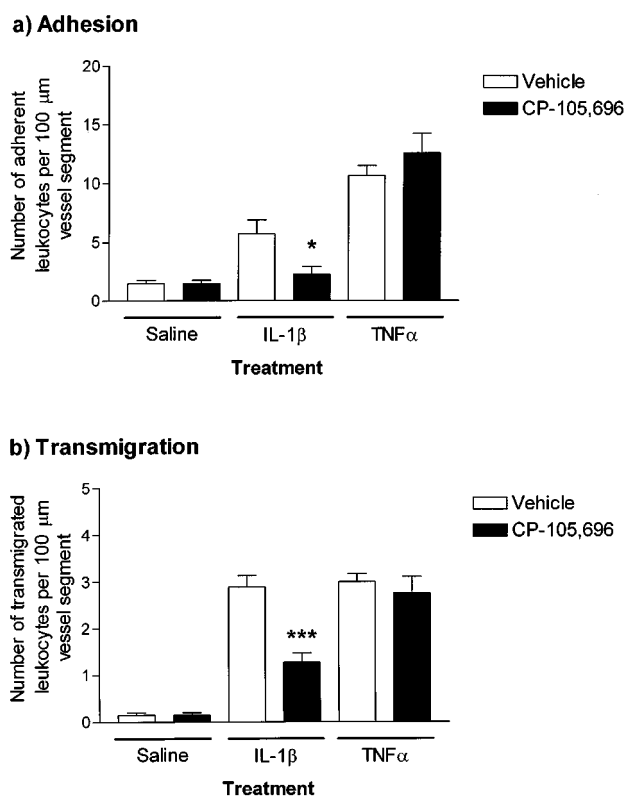 a) Adhesion
Number of adherent
leukocytes per 100 µm
vessel segment
20
15
10
5
0
Vehicle
CP-105,696
*
Saline
IL-1β
TNFα
Treatment
b) Transmigration
Number of transmigrated
leukocytes per 100 µm
vessel segment
5
4
3
2
1
0
Vehicle
CP-105,696
***
Saline
IL-1β
TNFα
Treatment